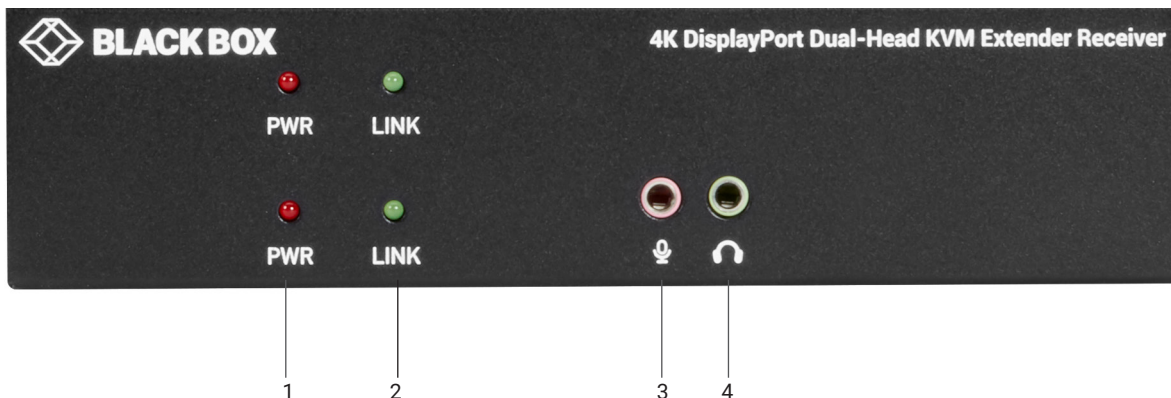 BLACK BOX
4K DisplayPort Dual-Head KVM Extender Receiver
PWR LINK
PWR LINK
1 2 3 4